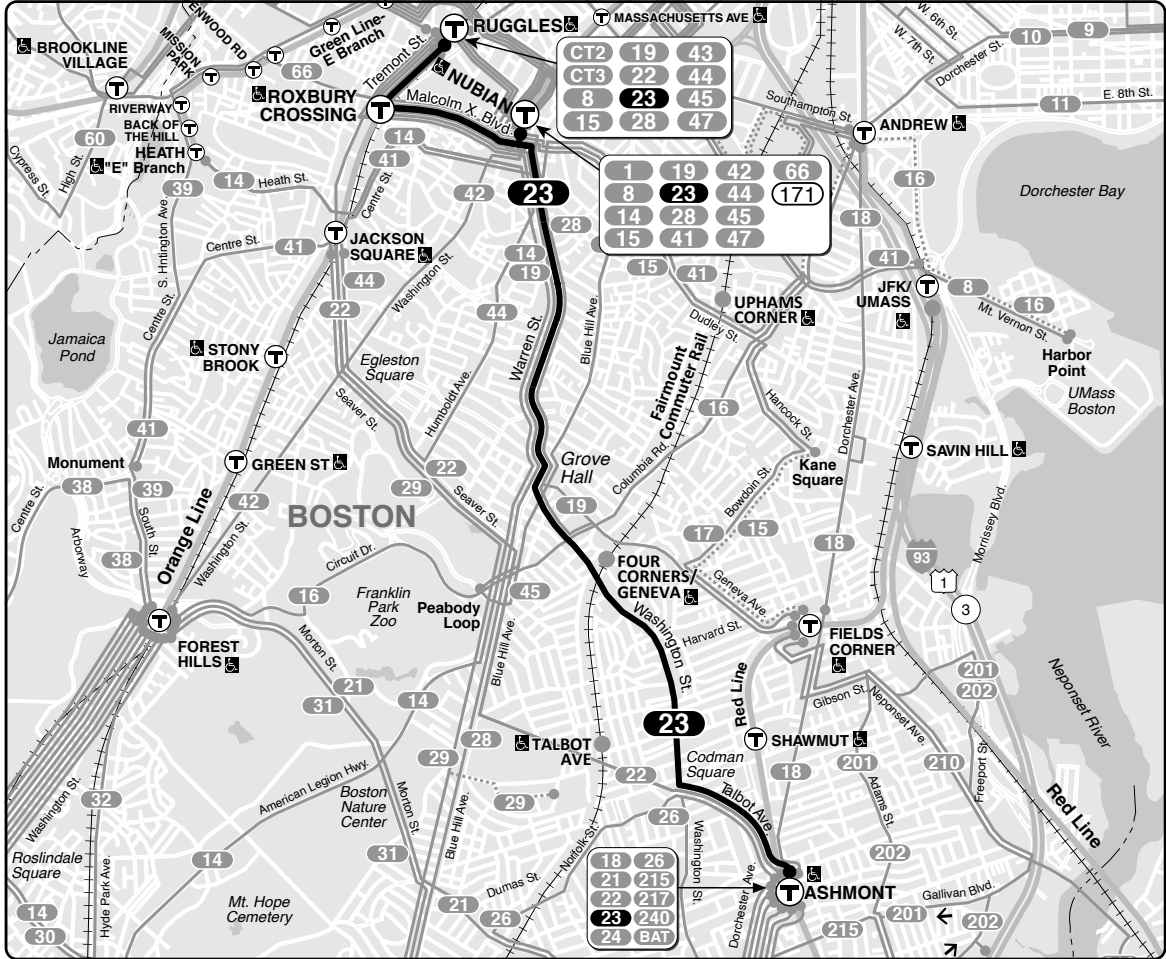 BROOKLINE
VILLAGE
MISSION
PARK
ENWOOD RD
Green Line-
E Branch
66
Tremont St.
T RUGGLES
T MASSACHUSETTS AVE
CT2 19 43
CT3 22 44
8 23 45
15 28 47
W. 6th St.
W. 7th St.
Dorchester St.
10
9
11
E. 8th St.
Southampton St.
ANDREW
T
RIVERWAY
BACK OF
THE HILL
HEATH
"E" Branch
ROXBURY
CROSSING
NUBIAN
Malcolm X. Blvd.
60
High St.
Cypress St.
39
14
Heath St.
14
41
Centre St.
42
23
1 19 42 66
8 23 44 171
14 28 45
15 41 47
16
18
Dorchester Bay
S. Hntington Ave.
Centre St.
41
JACKSON
SQUARE
44
22
Washington St.
14
19
28
15
41
UPHAMS
CORNER
41
JFK/
UMASS
8
16
Mt. Vernon St.
Harbor
Point
UMass
Boston
Jamaica
Pond
Centre St.
STONY
BROOK
Egleston
Square
44
Warren St.
Blue Hill Ave.
Dudley St.
Fairmount
Commuter Rail
16
Hancock St.
Dorchester Ave.
Seaver St.
Humboldt Ave.
41
Monument
38
39
Centre St.
Arborway
South St.
38
GREEN ST
42
Washington St.
Orange Line
BOSTON
22
29
Seaver St.
Grove
Hall
19
Columbia Rd.
Kane
Square
Bowdoin St.
17
15
18
SAVIN HILL
Morrissey Blvd.
93
1
3
Circuit Dr.
16
Franklin
Park
Zoo
Peabody
Loop
45
FOUR
CORNERS/
GENEVA
Geneva Ave.
Harvard St.
FIELDS
CORNER
FOREST
HILLS
Morton St.
21
31
14
Blue Hill Ave.
Washington St.
Red Line
Gibson St.
Neponset Ave.
201
202
Neponset River
23
28
29
TALBOT
AVE
22
Codman
Square
SHAWMUT
18
201
210
Freeport St.
Adams St.
Red Line
Washington St.
32
American Legion Hwy.
Boston
Nature
Center
Morton St.
29
Blue Hill Ave.
26
Talbot Ave.
Roslindale
Square
14
31
Norfolk St.
Washington St.
202
14
30
Hyde Park Ave.
Mt. Hope
Cemetery
Dumas St.
21
26
18 26
21 215
22 217
23 240
24 BAT
Dorchester Ave.
ASHMONT
Gallivan Blvd.
201
202
215